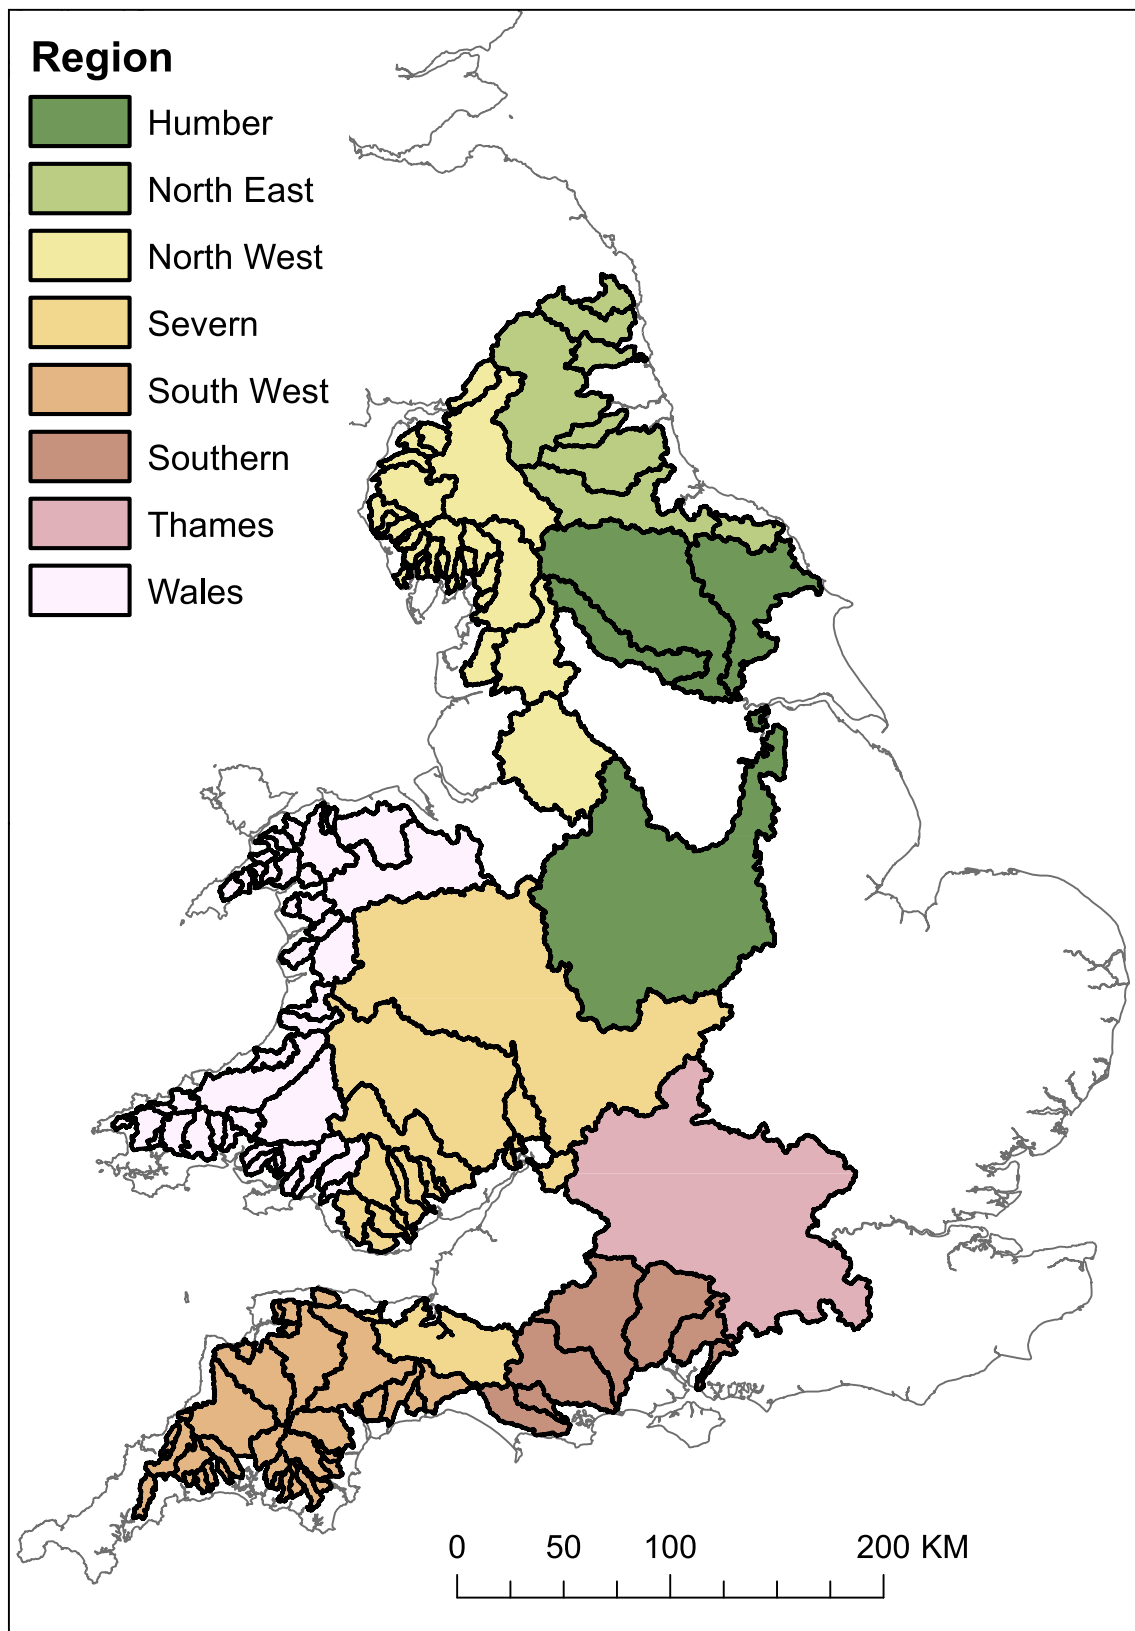 Region
Humber
North East
North West
Severn
South West
Southern
Thames
Wales
0 50 100 200 KM